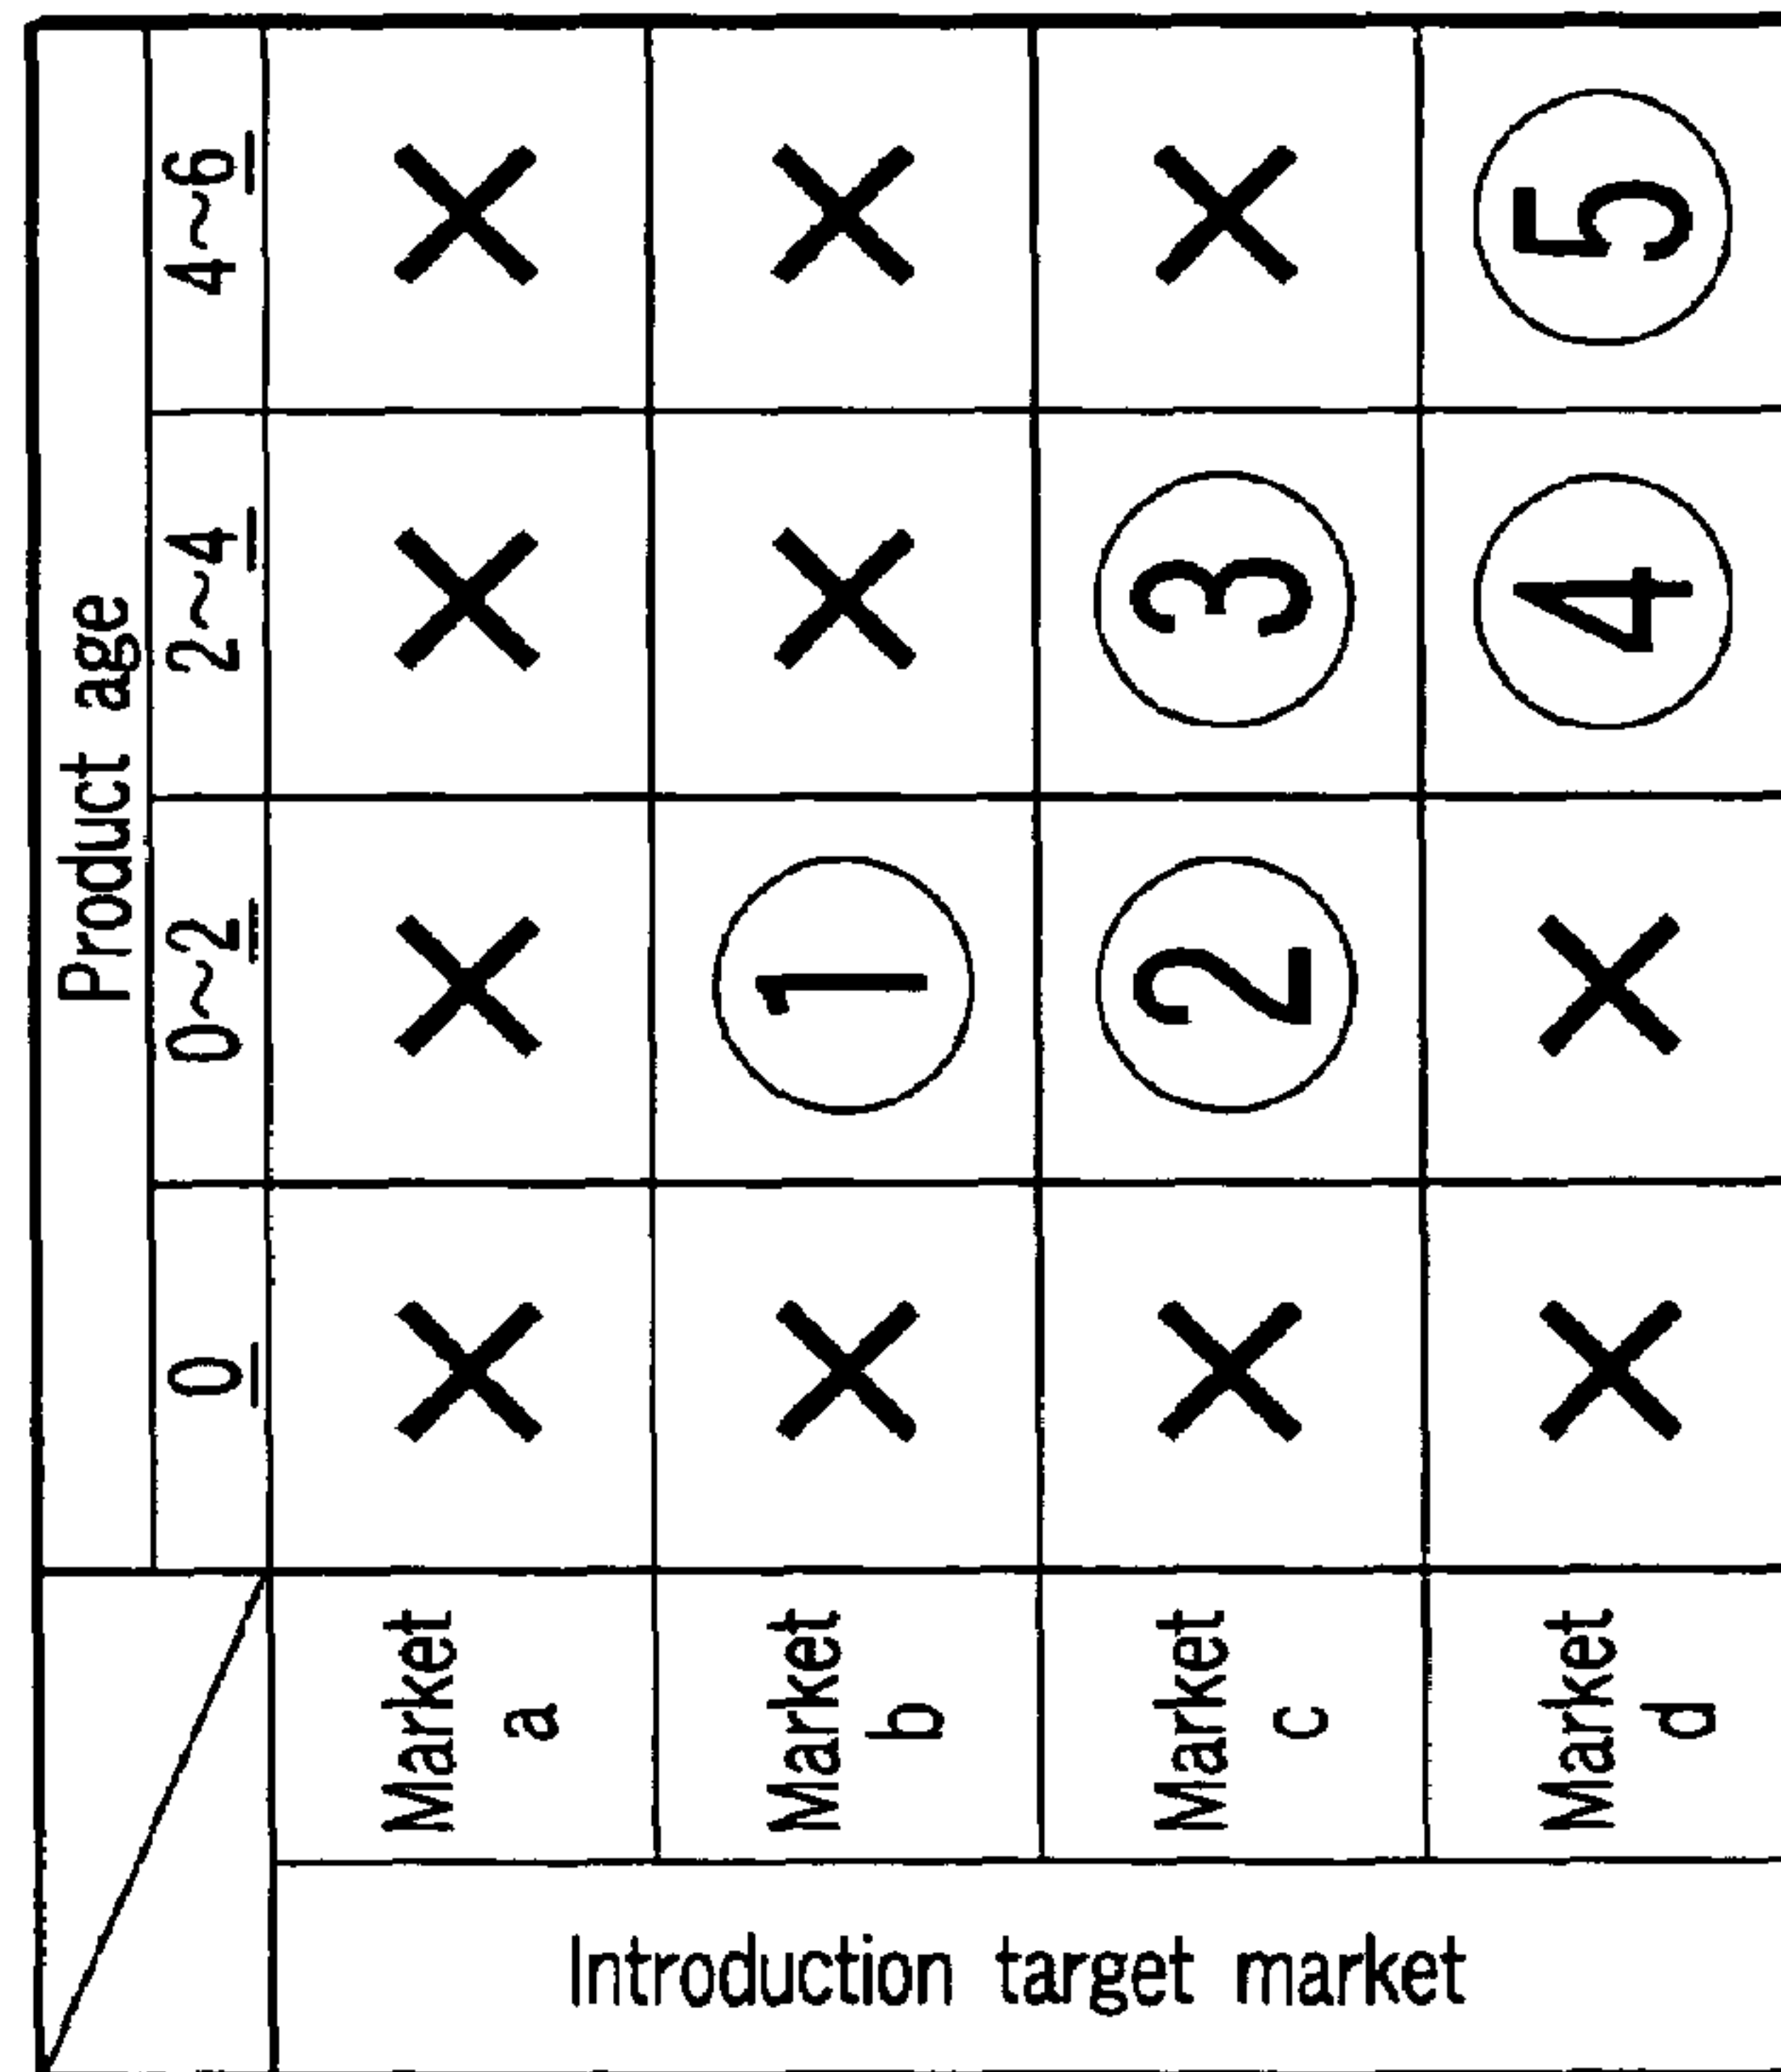 Product age
0 0~2 2~4 4~6
Introduction target market
Market
a
× × × ×
Market
b
× ① × ×
Market
c
× ② ③ ×
Market
d
× × ④ ⑤